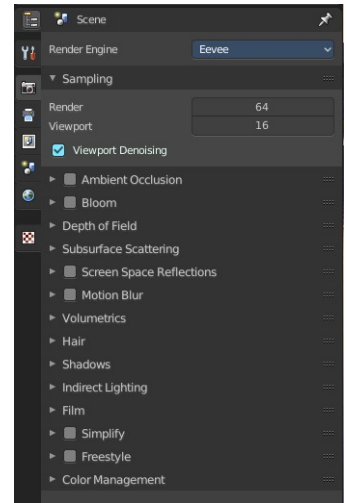 Scene
Render Engine Eevee
Sampling
Render 64
Viewport 16
Viewport Denoising
Ambient Occlusion
Bloom
Depth of Field
Subsurface Scattering
Screen Space Reflections
Motion Blur
Volumetrics
Hair
Shadows
Indirect Lighting
Film
Simplify
Freestyle
Color Management